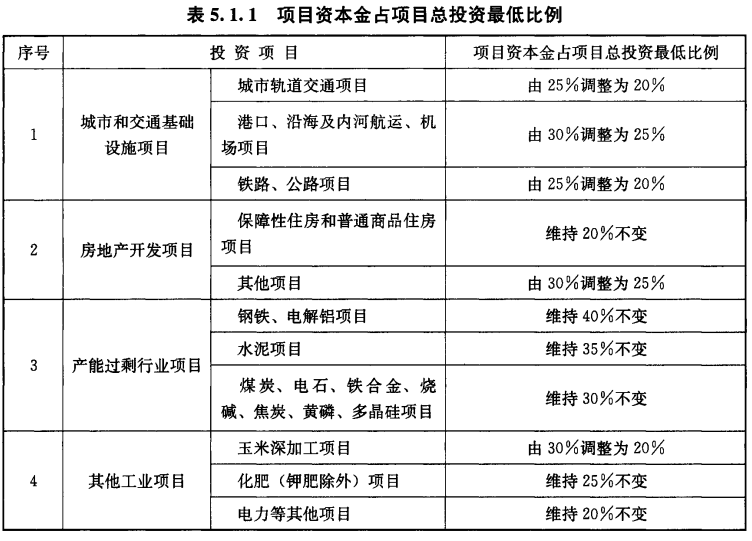 表 5.1.1 项目资本金占项目总投资最低比例
序号 投 资 项 目 项目资本金占项目总投资最低比例
1 城市和交通基础
设施项目
城市轨道交通项目 由 25%调整为 20%
港口、沿海及内河航运、机
场项目
由 30%调整为 25%
铁路、公路项目 由 25%调整为 20%
2 房地产开发项目
保障性住房和普通商品住房
项目
维持 20%不变
其他项目 由 30%调整为 25%
3 产能过剩行业项目
钢铁、电解铝项目 维持 40%不变
水泥项目 维持 35%不变
煤炭、电石、铁合金、烧
碱、焦炭、黄磷、多晶硅项目
维持 30%不变
4 其他工业项目
玉米深加工项目 由 30%调整为 20%
化肥（钾肥除外）项目 维持 25%不变
电力等其他项目 维持 20%不变